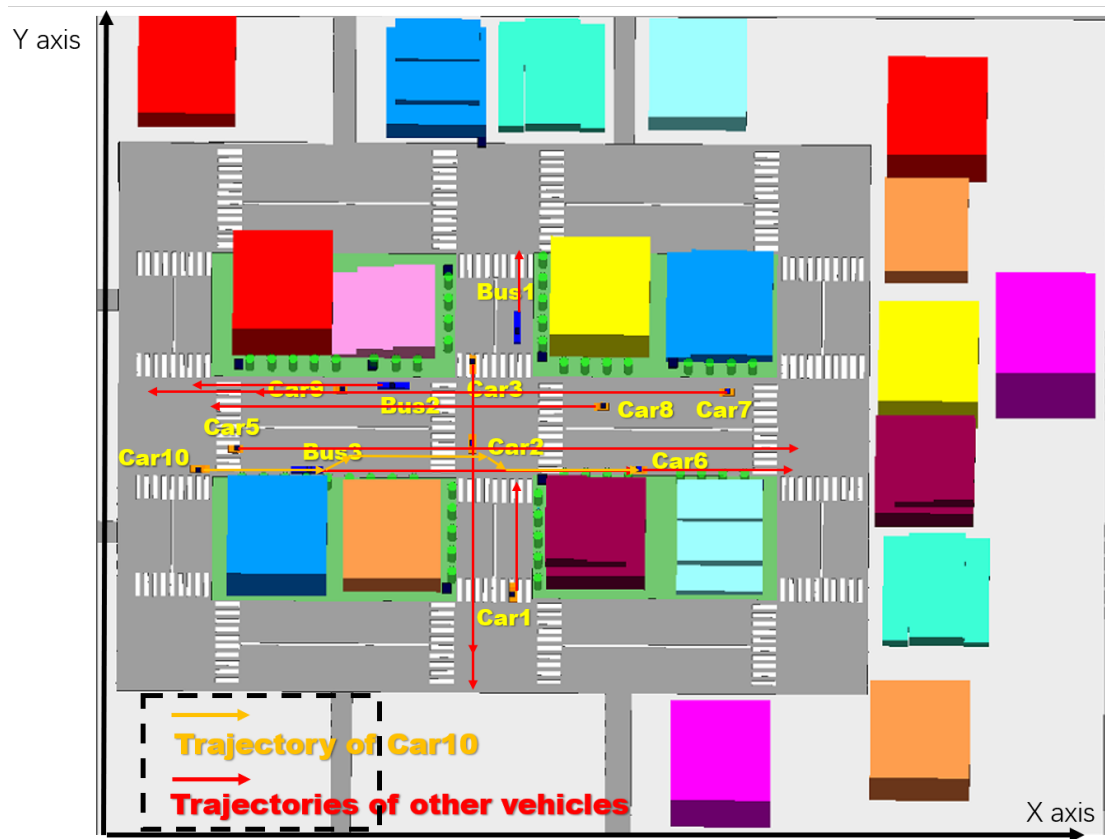 Y axis
Bus1
Car9
Car3
Bus2
Car8
Car7
Car5
Car10
Bus3
Car2
Car6
Car1
Trajectory of Car10
Trajectories of other vehicles
X axis